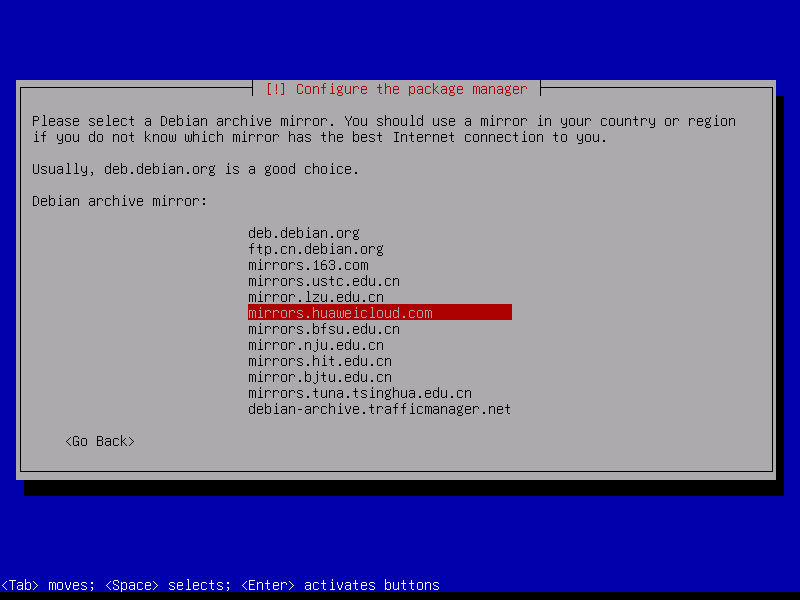 [!] Configure the package manager
Please select a Debian archive mirror. You should use a mirror in your country or region
if you do not know which mirror has the best Internet connection to you.
Usually, deb.debian.org is a good choice.
Debian archive mirror:
deb.debian.org
ftp.cn.debian.org
mirrors.163.com
mirrors.ustc.edu.cn
mirror.lzu.edu.cn
mirrors.huaweicloud.com
mirrors.bfsu.edu.cn
mirror.nju.edu.cn
mirrors.hit.edu.cn
mirror.bjtu.edu.cn
mirrors.tuna.tsinghua.edu.cn
debian-archive.trafficmanager.net
<Go Back>
<Tab> moves; <Space> selects; <Enter> activates buttons